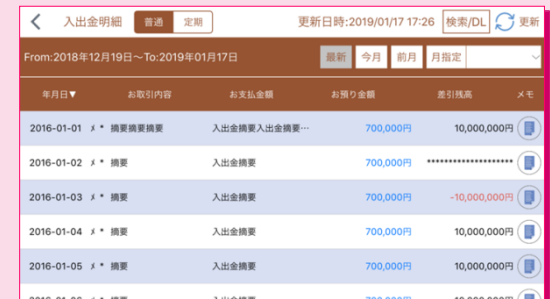 入出金明細 普通 定期 更新日時:2019/01/17 17:26 検索/DL 更新
From:2018年12月19日〜To:2019年01月17日 最新 今月 前月 月指定
年月日▼ お取引内容 お支払金額 お預り金額 差引残高 メモ
2016-01-01 〆 * 摘要摘要摘要 入出金摘要入出金摘要… 700,000円 10,000,000円
2016-01-02 〆 * 摘要 入出金摘要 700,000円 ********************
2016-01-03 〆 * 摘要 入出金摘要 700,000円 -10,000,000円
2016-01-04 〆 * 摘要 入出金摘要 700,000円 10,000,000円
2016-01-05 〆 * 摘要 入出金摘要 700,000円 10,000,000円